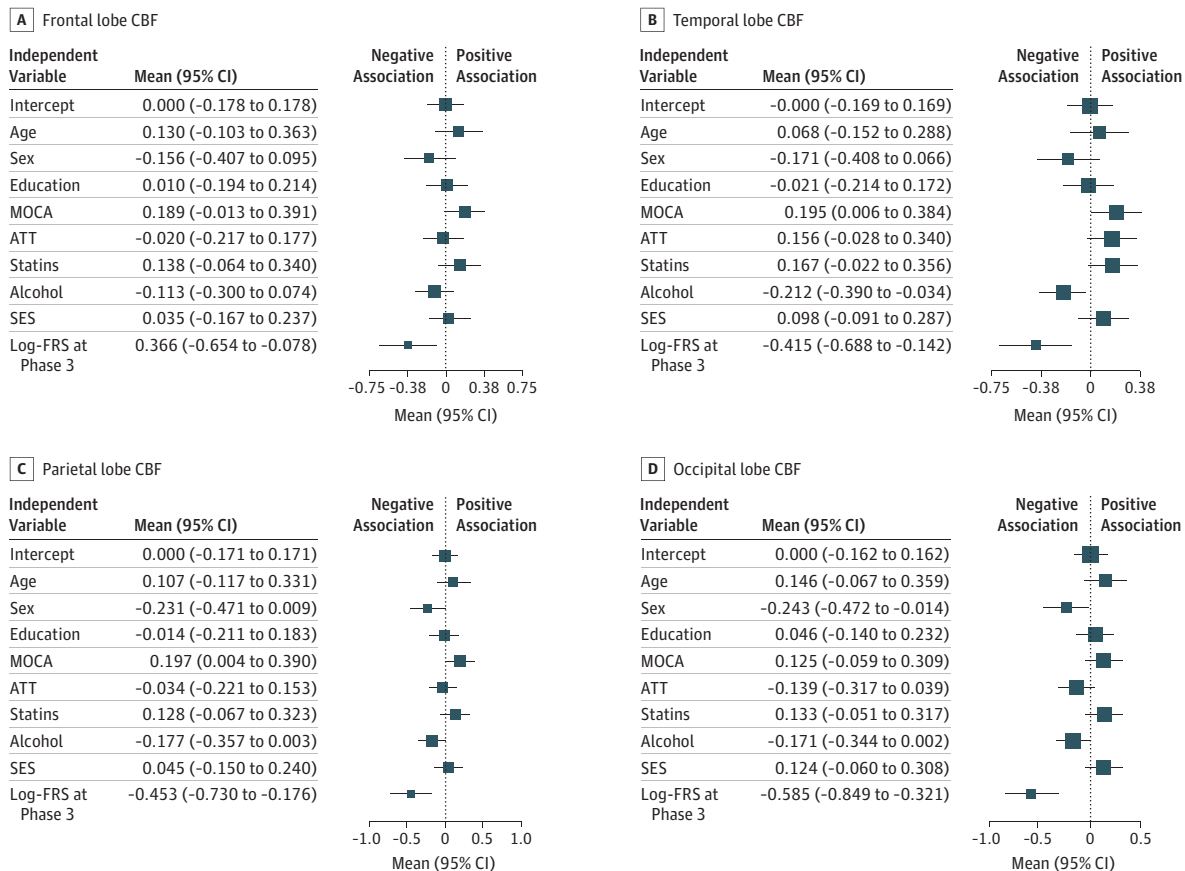 A Frontal lobe CBF
Independent Variable Mean (95% CI) Negative Association Positive Association
Intercept 0.000 (-0.178 to 0.178)
Age 0.130 (-0.103 to 0.363)
Sex -0.156 (-0.407 to 0.095)
Education 0.010 (-0.194 to 0.214)
MOCA 0.189 (-0.013 to 0.391)
ATT -0.020 (-0.217 to 0.177)
Statins 0.138 (-0.064 to 0.340)
Alcohol -0.113 (-0.300 to 0.074)
SES 0.035 (-0.167 to 0.237)
Log-FRS at 0.366 (-0.654 to -0.078)
Phase 3
-0.75 -0.38 0 0.38 0.75
Mean (95% CI)
B Temporal lobe CBF
Independent Variable Mean (95% CI) Negative Association Positive Association
Intercept -0.000 (-0.169 to 0.169)
Age 0.068 (-0.152 to 0.288)
Sex -0.171 (-0.408 to 0.066)
Education -0.021 (-0.214 to 0.172)
MOCA 0.195 (0.006 to 0.384)
ATT 0.156 (-0.028 to 0.340)
Statins 0.167 (-0.022 to 0.356)
Alcohol -0.212 (-0.390 to -0.034)
SES 0.098 (-0.091 to 0.287)
Log-FRS at -0.415 (-0.688 to -0.142)
Phase 3
-0.75 -0.38 0 0.38
Mean (95% CI)
C Parietal lobe CBF
Independent Variable Mean (95% CI) Negative Association Positive Association
Intercept 0.000 (-0.171 to 0.171)
Age 0.107 (-0.117 to 0.331)
Sex -0.231 (-0.471 to 0.009)
Education -0.014 (-0.211 to 0.183)
MOCA 0.197 (0.004 to 0.390)
ATT -0.034 (-0.221 to 0.153)
Statins 0.128 (-0.067 to 0.323)
Alcohol -0.177 (-0.357 to 0.003)
SES 0.045 (-0.150 to 0.240)
Log-FRS at -0.453 (-0.730 to -0.176)
Phase 3
-1.0 -0.5 0 0.5 1.0
Mean (95% CI)
D Occipital lobe CBF
Independent Variable Mean (95% CI) Negative Association Positive Association
Intercept 0.000 (-0.162 to 0.162)
Age 0.146 (-0.067 to 0.359)
Sex -0.243 (-0.472 to -0.014)
Education 0.046 (-0.140 to 0.232)
MOCA 0.125 (-0.059 to 0.309)
ATT -0.139 (-0.317 to 0.039)
Statins 0.133 (-0.051 to 0.317)
Alcohol -0.171 (-0.344 to 0.002)
SES 0.124 (-0.060 to 0.308)
Log-FRS at -0.585 (-0.849 to -0.321)
Phase 3
-1.0 -0.5 0 0.5
Mean (95% CI)